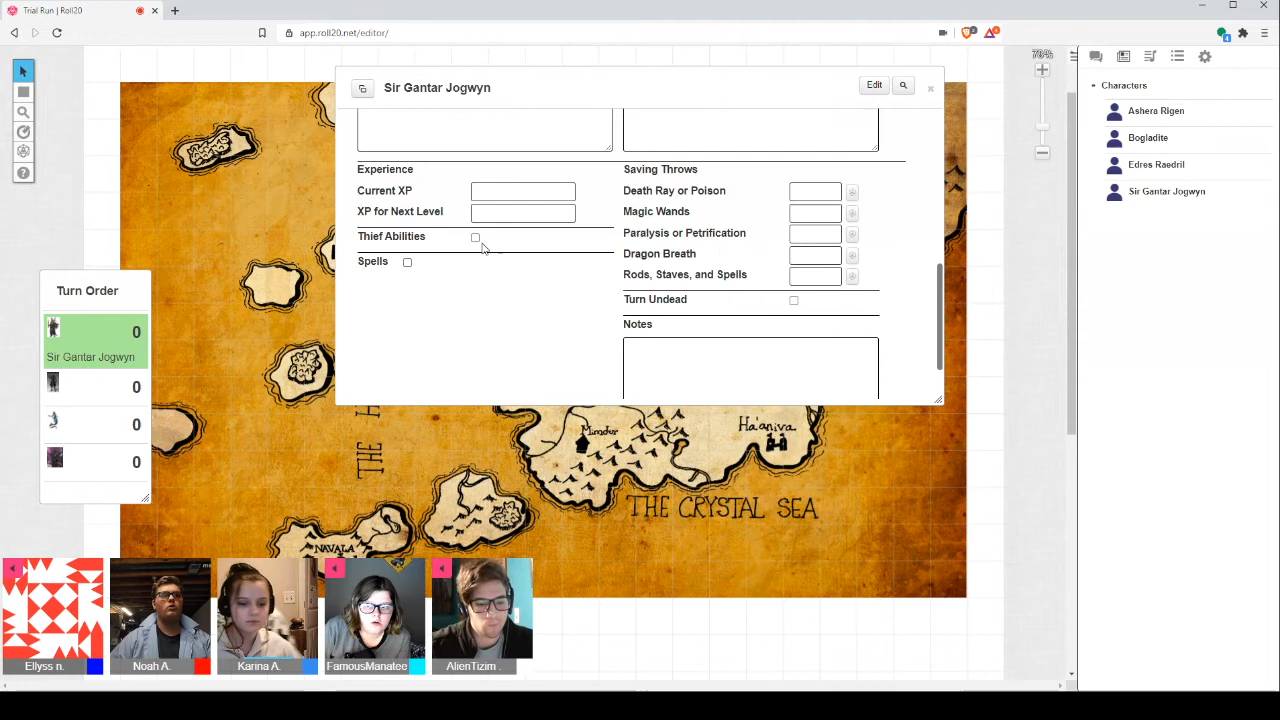 Trial Run | Roll20
app.roll20.net/editor/
78%
Sir Gantar Jogwyn
Edit
Experience
Current XP
XP for Next Level
Thief Abilities
Spells
Saving Throws
Death Ray or Poison
Magic Wands
Paralysis or Petrification
Dragon Breath
Rods, Staves, and Spells
Turn Undead
Notes
Characters
Ashera Rigen
Bogladite
Edres Raedril
Sir Gantar Jogwyn
Turn Order
0
Sir Gantar Jogwyn
0
0
0
THE
Miradur
Ha'aniva
THE CRYSTAL SEA
NAVALA
Ellyss n.
Noah A.
Karina A.
FamousManatee
AlienTizim .